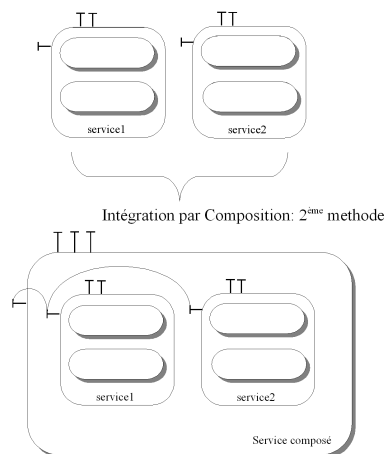 service1
service2
Intégration par Composition: 2ème methode
service1
service2
Service composé